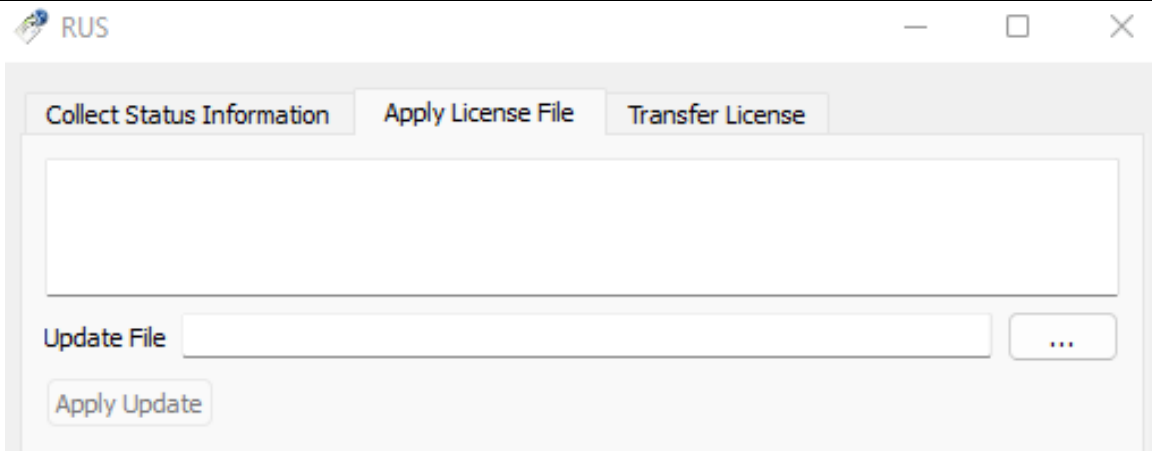 RUS
Collect Status Information Apply License File Transfer License
Update File ...
Apply Update